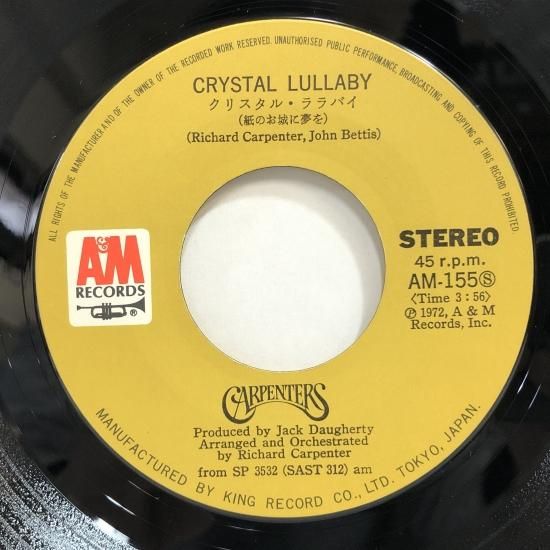 ALL RIGHTS OF THE MANUFACTURER AND OF THE OWNER OF THE RECORDED WORK RESERVED. UNAUTHORISED PUBLIC PERFORMANCE, BROADCASTING AND COPYING OF THIS RECORD PROHIBITED.
CRYSTAL LULLABY
クリスタル・ララバイ
(紙のお城に夢を)
(Richard Carpenter, John Bettis)
A&M
RECORDS
®
STEREO
45 r.p.m.
AM-155Ⓢ
〈Time 3:56〉
Ⓟ 1972, A & M
Records, Inc.
CARPENTERS
Produced by Jack Daugherty
Arranged and Orchestrated
by Richard Carpenter
from SP 3532 (SAST 312) am
MANUFACTURED BY KING RECORD CO., LTD. TOKYO, JAPAN.